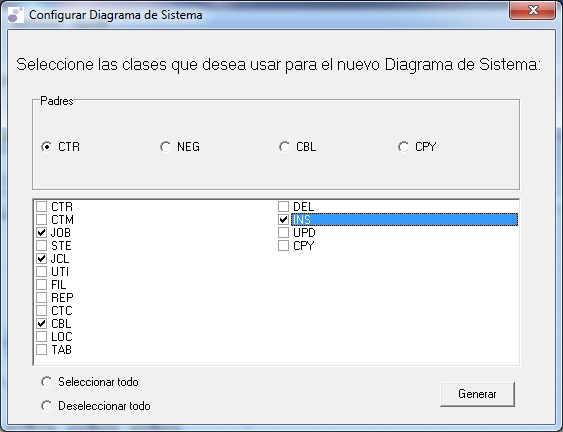 Configurar Diagrama de Sistema
Seleccione las clases que desea usar para el nuevo Diagrama de Sistema:
Padres
CTR NEG CBL CPY
CTR
CTM
JOB
STE
JCL
UTI
FIL
REP
CTC
CBL
LOC
TAB
DEL
INS
UPD
CPY
Seleccionar todo
Deseleccionar todo
Generar